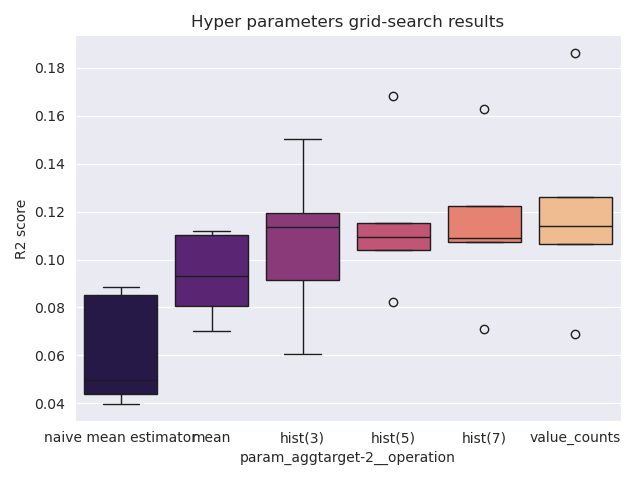 Hyper parameters grid-search results
R2 score
0.18
0.16
0.14
0.12
0.10
0.08
0.06
0.04
naive mean estimator mean hist(3) hist(5) hist(7) value_counts
param_aggtarget-2__operation